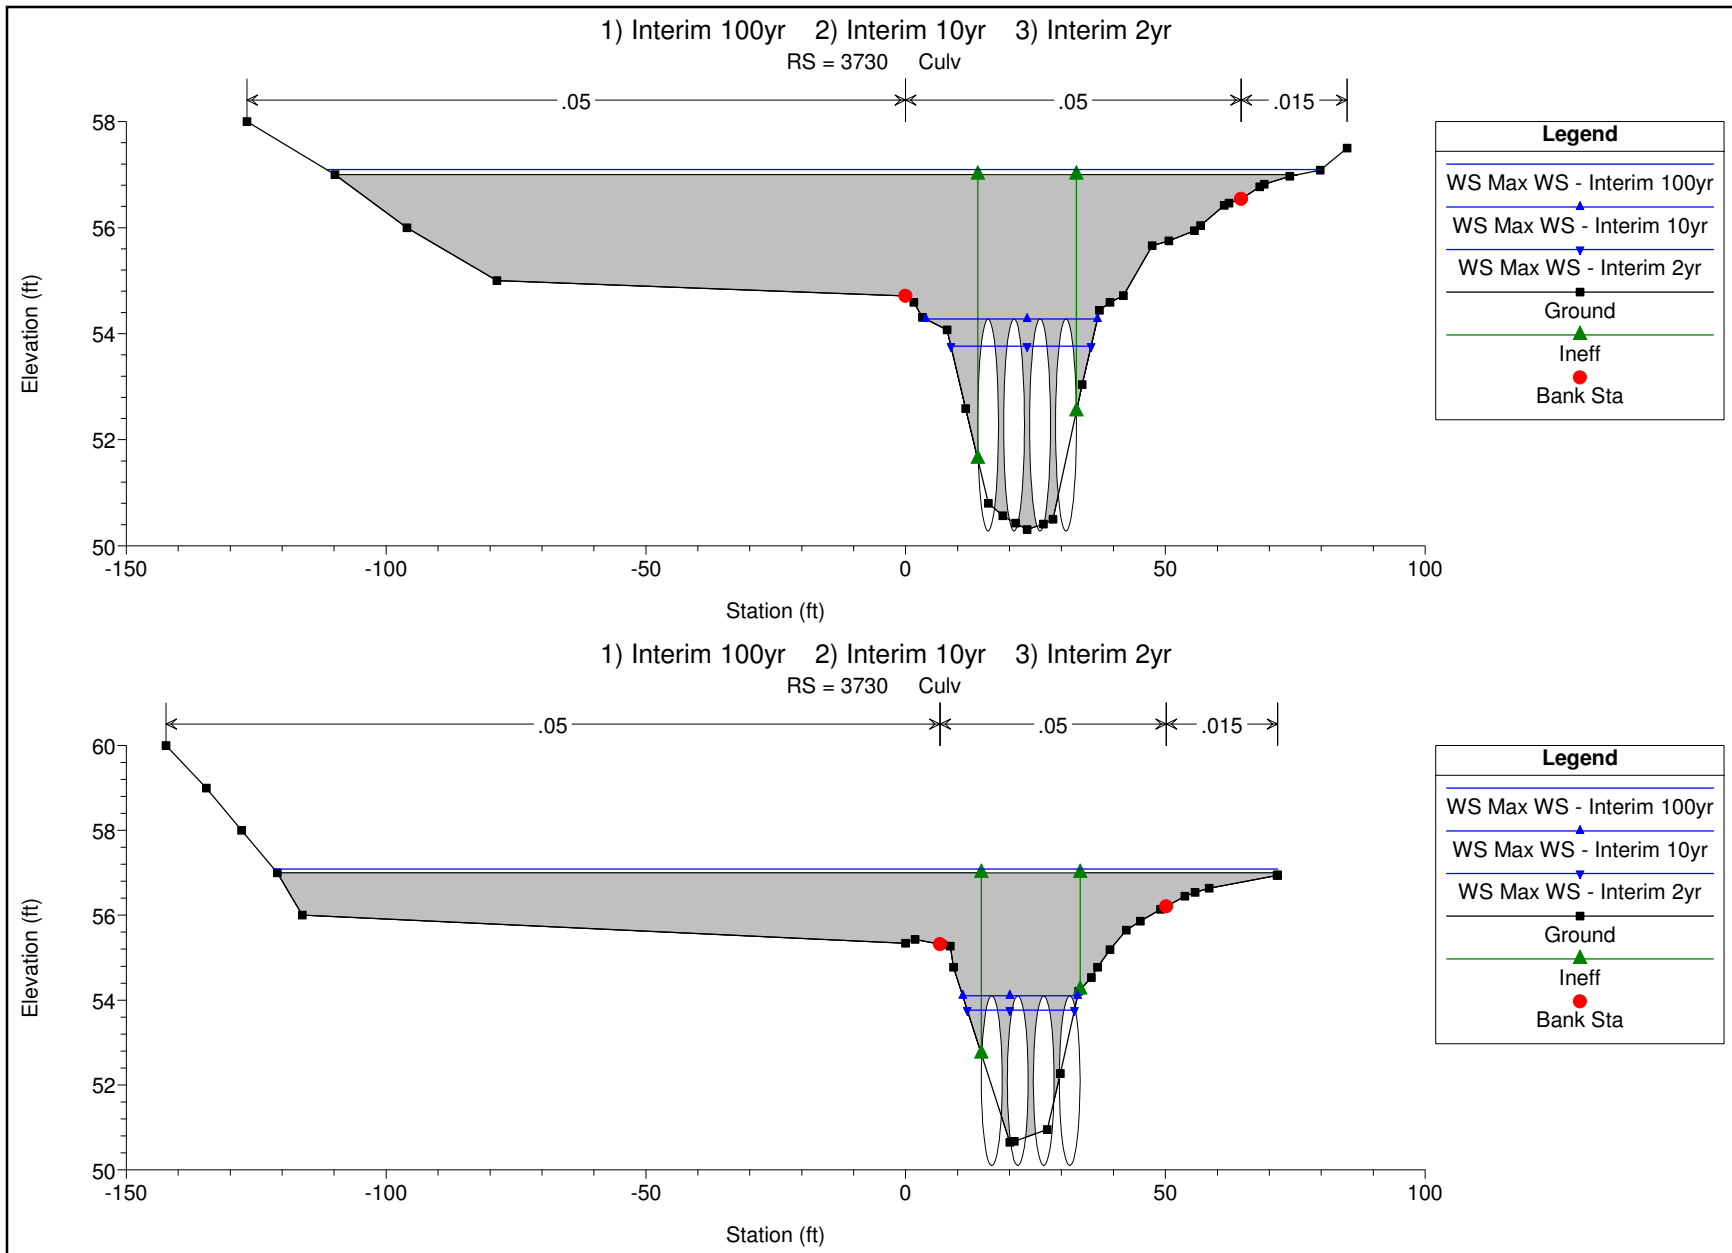 1) Interim 100yr 2) Interim 10yr 3) Interim 2yr
RS = 3730 Culv
.05 .05 .015
58
56
54
52
50
Elevation (ft)
-150 -100 -50 0 50 100
Station (ft)
Legend
WS Max WS - Interim 100yr
WS Max WS - Interim 10yr
WS Max WS - Interim 2yr
Ground
Ineff
Bank Sta
1) Interim 100yr 2) Interim 10yr 3) Interim 2yr
RS = 3730 Culv
.05 .05 .015
60
58
56
54
52
50
Elevation (ft)
-150 -100 -50 0 50 100
Station (ft)
Legend
WS Max WS - Interim 100yr
WS Max WS - Interim 10yr
WS Max WS - Interim 2yr
Ground
Ineff
Bank Sta